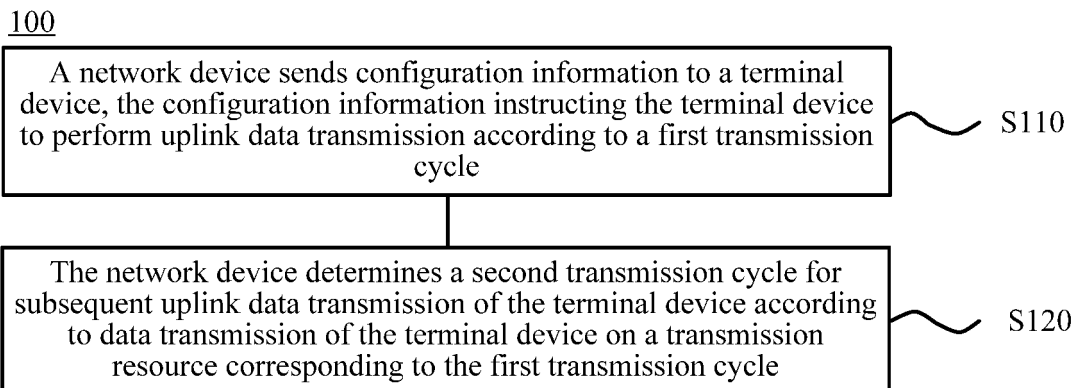 100
A network device sends configuration information to a terminal
device, the configuration information instructing the terminal device
to perform uplink data transmission according to a first transmission
cycle
S110
The network device determines a second transmission cycle for
subsequent uplink data transmission of the terminal device according
to data transmission of the terminal device on a transmission
resource corresponding to the first transmission cycle
S120